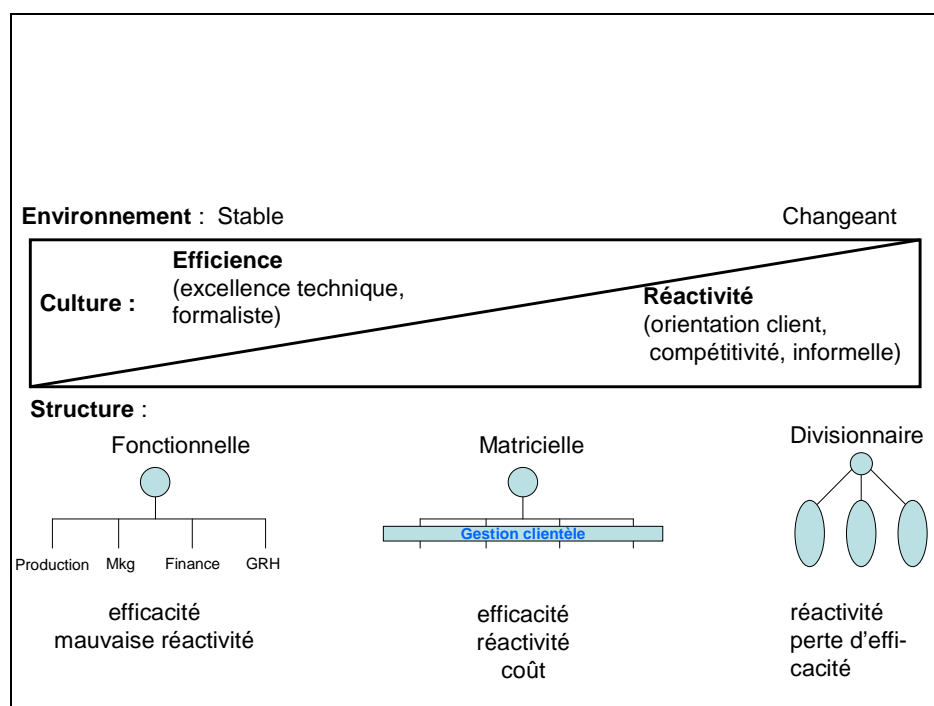 Environnement : Stable Changeant
Efficience
(excellence technique,
formaliste)
Culture :
Réactivité
(orientation client,
compétitivité, informelle)
Structure :
Fonctionnelle Matricielle Divisionnaire
Gestion clientèle
Production Mkg Finance GRH
efficacité
mauvaise réactivité
efficacité
réactivité
coût
réactivité
perte d'effi-
cacité